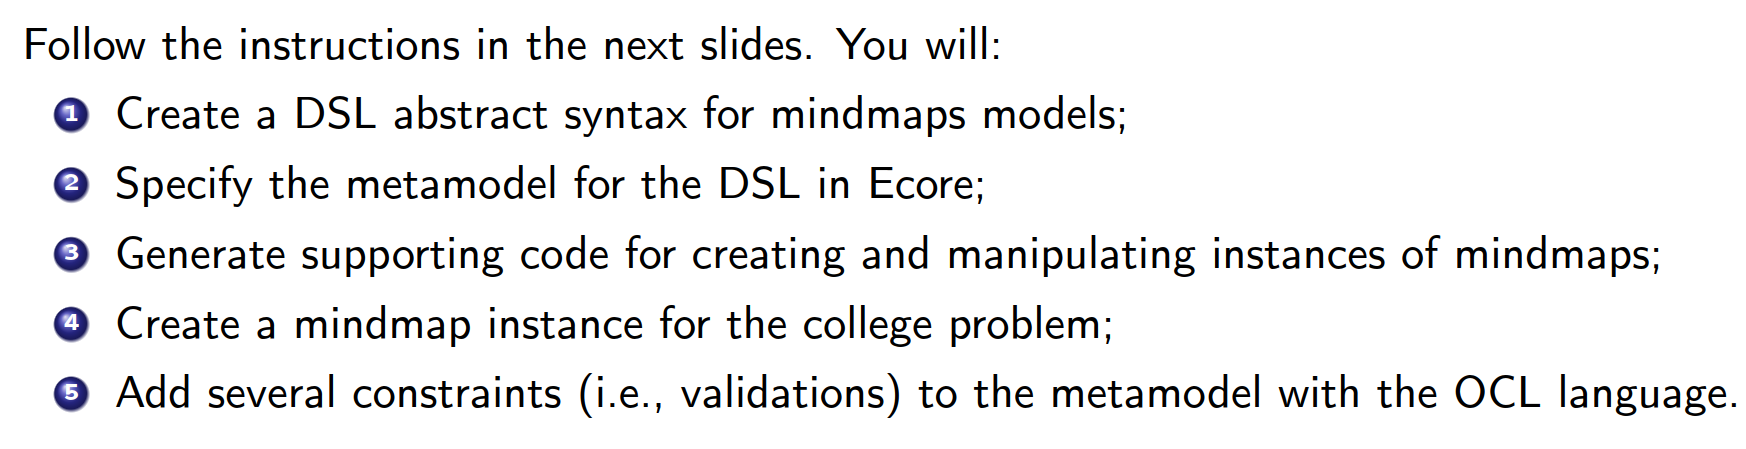 Follow the instructions in the next slides. You will:
1 Create a DSL abstract syntax for mindmaps models;
2 Specify the metamodel for the DSL in Ecore;
3 Generate supporting code for creating and manipulating instances of mindmaps;
4 Create a mindmap instance for the college problem;
5 Add several constraints (i.e., validations) to the metamodel with the OCL language.